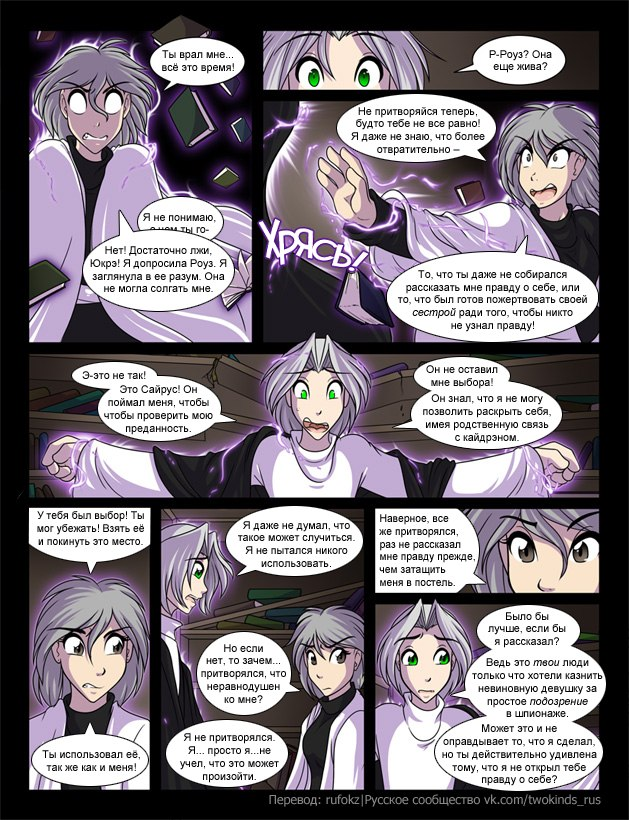 Ты врал мне...
всё это время!
Я не понимаю,
о чем ты го-
Нет! Достаточно лжи,
Юкрэ! Я допросила Роуз. Я
заглянула в ее разум. Она
не могла солгать мне.
Р-Роуз? Она
еще жива?
Не притворяйся теперь,
будто тебе не все равно!
Я даже не знаю, что более
отвратительно –
ХРЯСЬ!
То, что ты даже не собирался
рассказать мне правду о себе, или
то, что был готов пожертвовать своей
сестрой ради того, чтобы никто
не узнал правду!
Э-это не так!
Это Сайрус! Он
поймал меня, чтобы
чтобы проверить мою
преданность.
Он не оставил
мне выбора!
Он знал, что я не могу
позволить раскрыть себя,
имея родственную связь
с кайдрэном.
У тебя был выбор! Ты
мог убежать! Взять её
и покинуть это место.
Ты использовал её,
так же как и меня!
Я даже не думал, что
такое может случиться.
Я не пытался никого
использовать.
Но если
нет, то зачем...
притворялся, что
неравнодушен
ко мне?
Я не притворялся.
Я... просто я...не
учел, что это может
произойти.
Наверное, все
же притворялся,
раз не рассказал
мне правду прежде,
чем затащить
меня в постель.
Было бы
лучше, если бы
я рассказал?
Ведь это твои люди
только что хотели казнить
невиновную девушку за
простое подозрение
в шпионаже.
Может это и не
оправдывает то, что я сделал,
но ты действительно удивлена
тому, что я не открыл тебе
правды о себе?
Перевод: rufokz|Русское сообщество vk.com/twokinds_rus